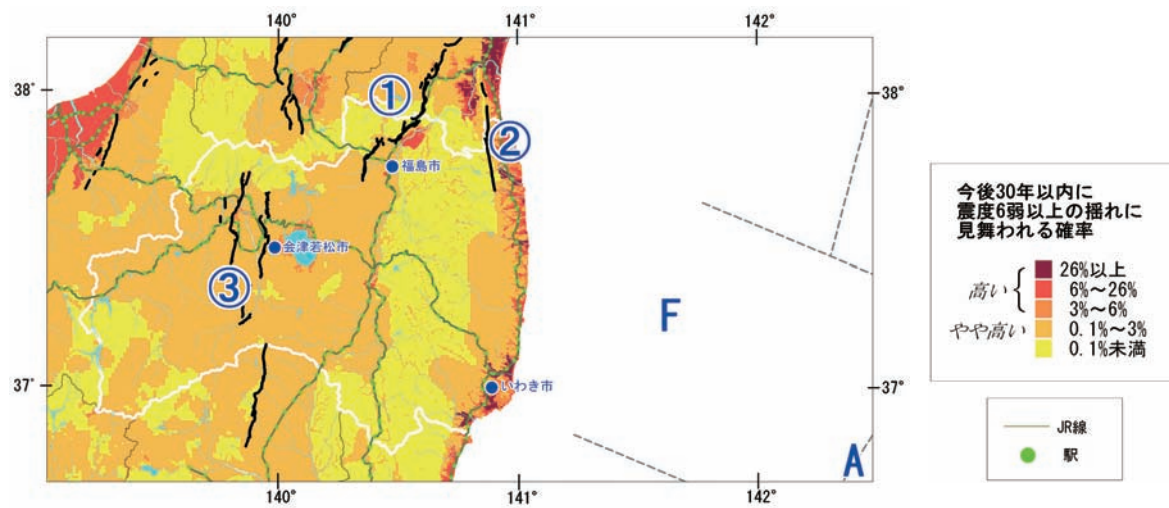 140°
141°
142°
38°
38°
①
②
福島市
会津若松市
③
F
37°
37°
いわき市
A
140°
141°
142°
今後30年以内に
震度6弱以上の揺れに
見舞われる確率
高い
26%以上
6%～26%
3%～6%
やや高い
0.1%～3%
0.1%未満
JR線
駅